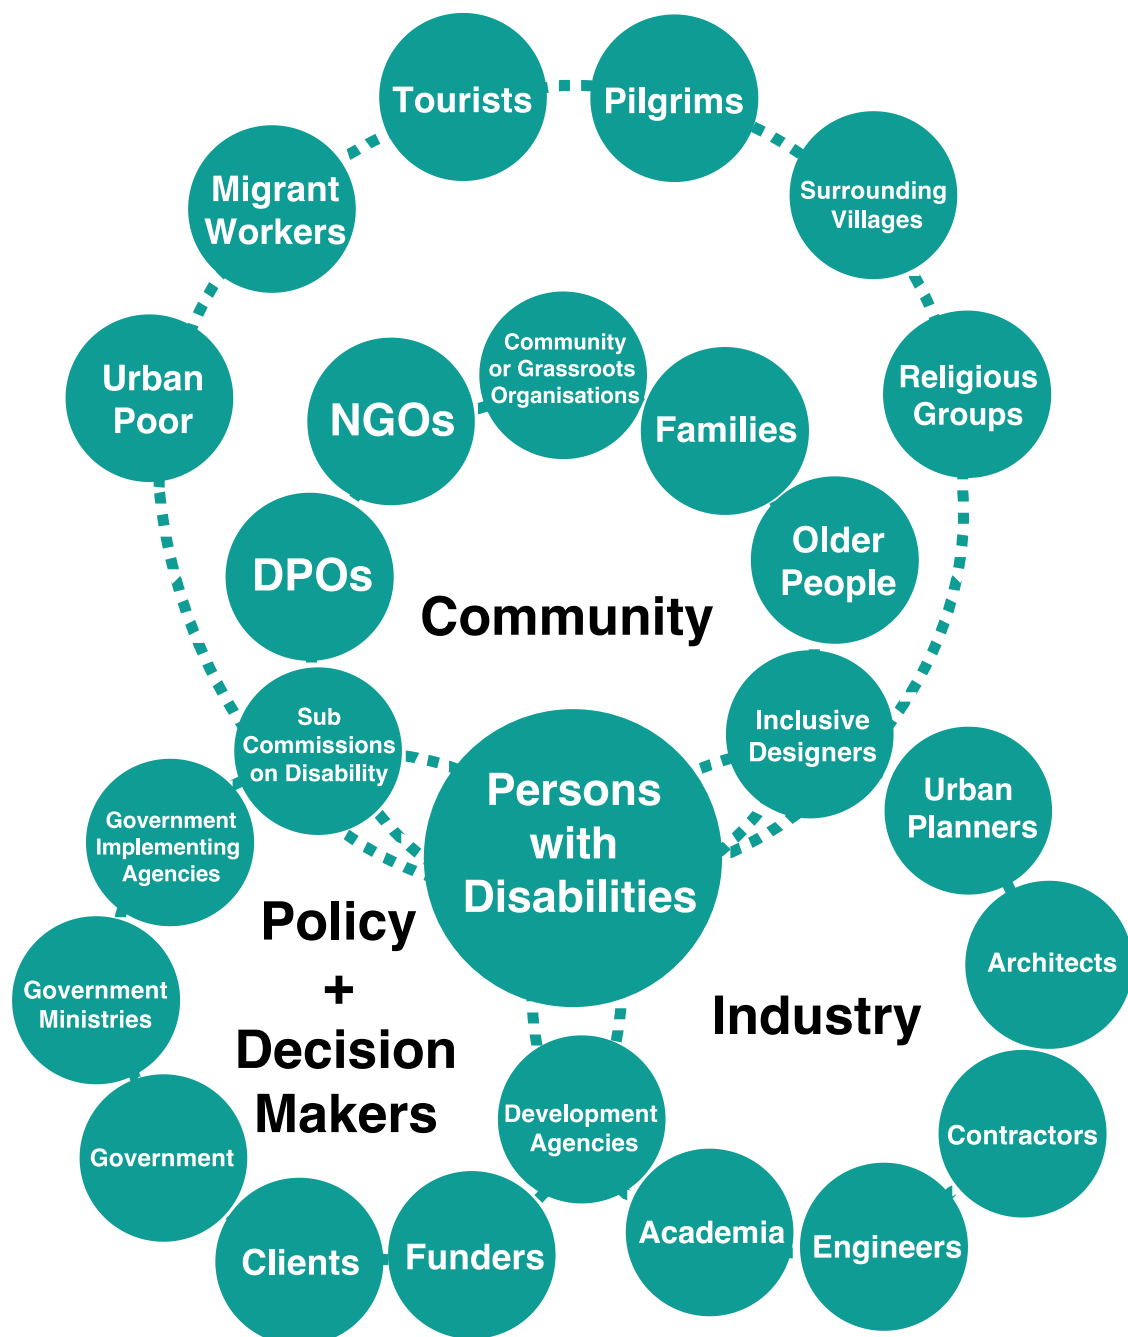 Tourists
Pilgrims
Migrant
Workers
Surrounding
Villages
Urban
Poor
Religious
Groups
Community
or Grassroots
Organisations
NGOs
Families
DPOs
Older
People
Community
Sub
Commissions
on Disability
Inclusive
Designers
Persons
with
Disabilities
Urban
Planners
Government
Implementing
Agencies
Architects
Policy
+
Decision
Makers
Industry
Government
Ministries
Development
Agencies
Contractors
Government
Clients
Funders
Academia
Engineers